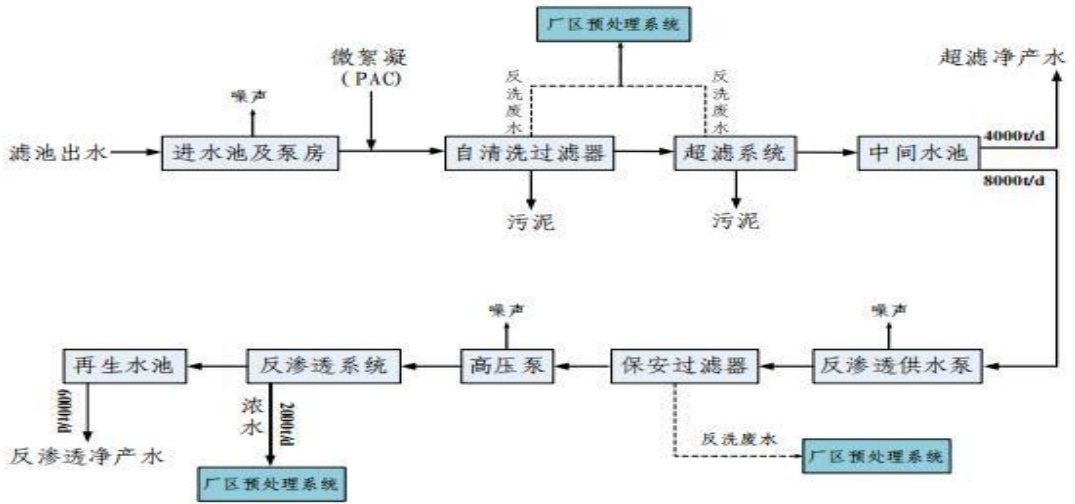 厂区预处理系统
微絮凝
(PAC)
反洗废水
反洗废水
超滤净产水
噪声
4000t/d
滤池出水
进水池及泵房
自清洗过滤器
超滤系统
中间水池
8000t/d
污泥
污泥
噪声
噪声
再生水池
反渗透系统
高压泵
保安过滤器
反渗透供水泵
6000t/d
浓水
2000t/d
反渗透净产水
反洗废水
厂区预处理系统
厂区预处理系统